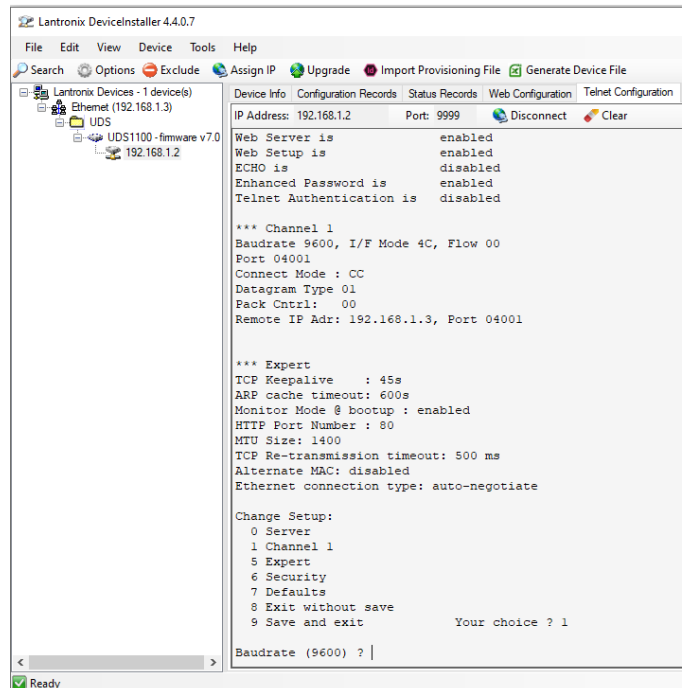 Lantronix DeviceInstaller 4.4.0.7
File Edit View Device Tools Help
Search Options Exclude Assign IP Upgrade Import Provisioning File Generate Device File
Lantronix Devices - 1 device(s)
Ethernet (192.168.1.3)
UDS
UDS1100 - firmware v7.0
192.168.1.2
Device Info Configuration Records Status Records Web Configuration Telnet Configuration
IP Address: 192.168.1.2 Port: 9999 Disconnect Clear
Web Server is enabled
Web Setup is enabled
ECHO is disabled
Enhanced Password is enabled
Telnet Authentication is disabled
*** Channel 1
Baudrate 9600, I/F Mode 4C, Flow 00
Port 04001
Connect Mode : CC
Datagram Type 01
Pack Cntrl: 00
Remote IP Adr: 192.168.1.3, Port 04001
*** Expert
TCP Keepalive : 45s
ARP cache timeout: 600s
Monitor Mode @ bootup : enabled
HTTP Port Number : 80
MTU Size: 1400
TCP Re-transmission timeout: 500 ms
Alternate MAC: disabled
Ethernet connection type: auto-negotiate
Change Setup:
0 Server
1 Channel 1
5 Expert
6 Security
7 Defaults
8 Exit without save
9 Save and exit Your choice ? 1
Baudrate (9600) ?
Ready